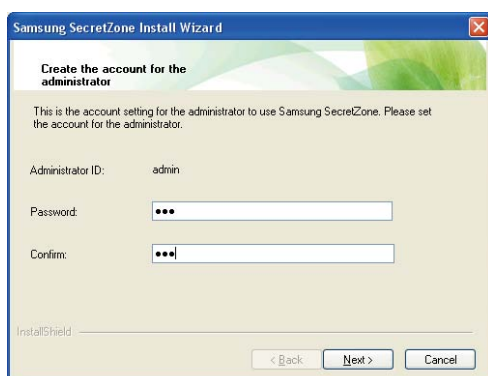 Samsung SecretZone Install Wizard
Create the account for the
administrator
This is the account setting for the administrator to use Samsung SecretZone. Please set
the account for the administrator.
Administrator ID: admin
Password: •••
Confirm: •••
InstallShield
< Back Next > Cancel